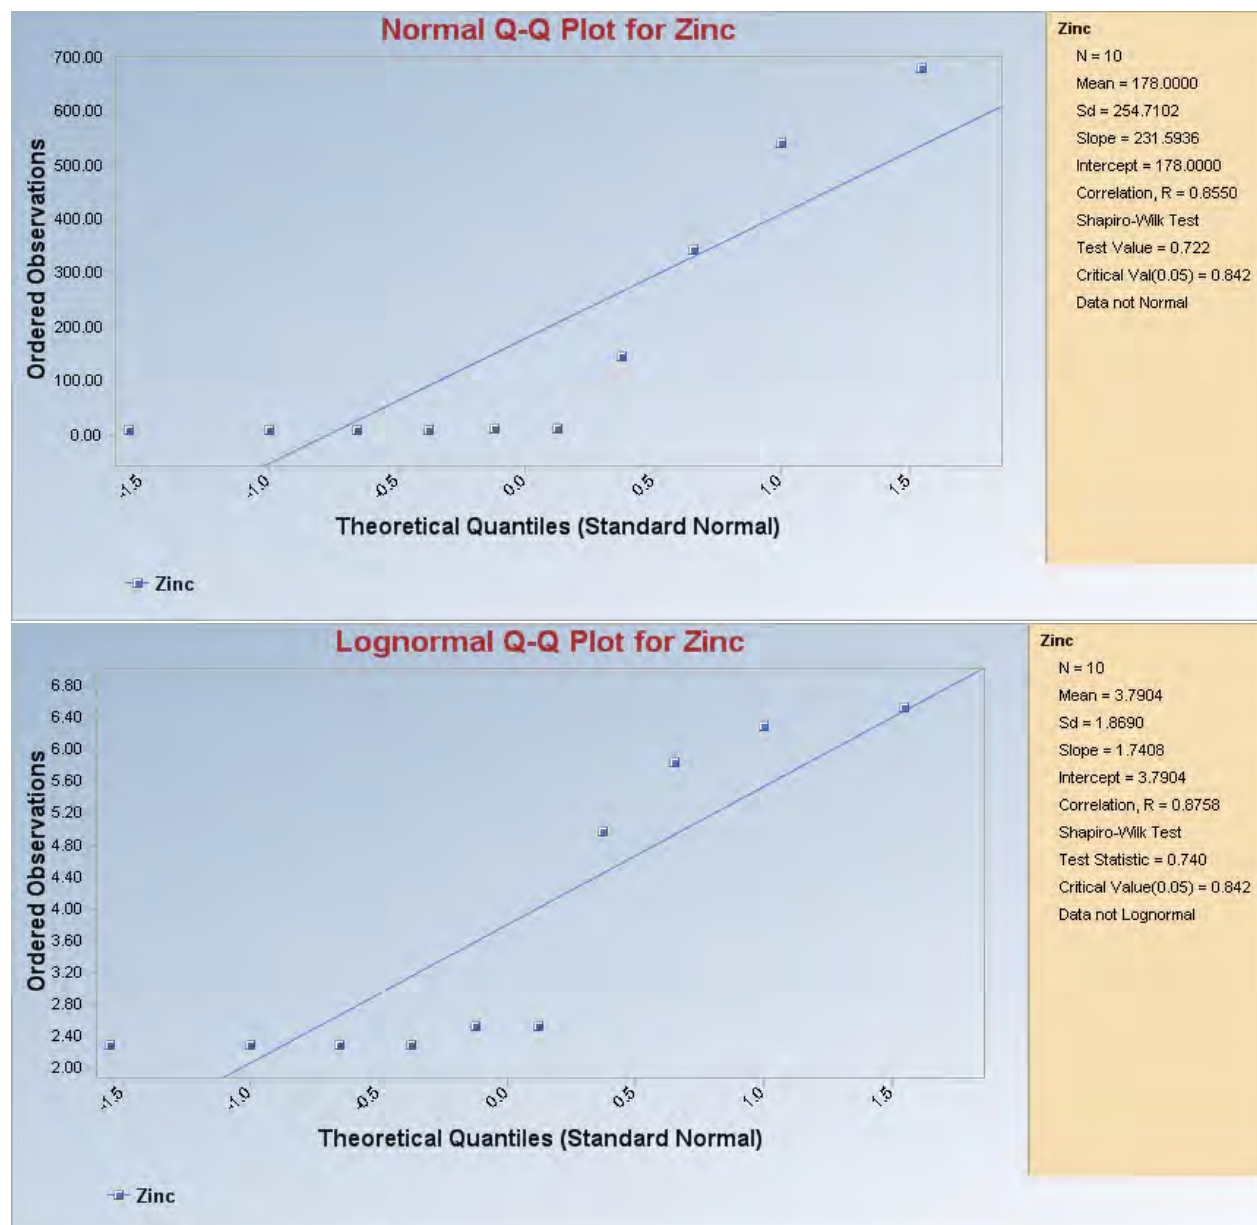 Normal Q-Q Plot for Zinc
700.00
600.00
500.00
400.00
300.00
200.00
100.00
0.00
Ordered Observations
-1.5
-1.0
-0.5
0.0
0.5
1.0
1.5
Theoretical Quantiles (Standard Normal)
Zinc
Zinc
N = 10
Mean = 178.0000
Sd = 254.7102
Slope = 231.5936
Intercept = 178.0000
Correlation, R = 0.8550
Shapiro-Wilk Test
Test Value = 0.722
Critical Val(0.05) = 0.842
Data not Normal
Lognormal Q-Q Plot for Zinc
6.80
6.40
6.00
5.60
5.20
4.80
4.40
4.00
3.60
3.20
2.80
2.40
2.00
Ordered Observations
-1.5
-1.0
-0.5
0.0
0.5
1.0
1.5
Theoretical Quantiles (Standard Normal)
Zinc
Zinc
N = 10
Mean = 3.7904
Sd = 1.8690
Slope = 1.7408
Intercept = 3.7904
Correlation, R = 0.8758
Shapiro-Wilk Test
Test Statistic = 0.740
Critical Value(0.05) = 0.842
Data not Lognormal